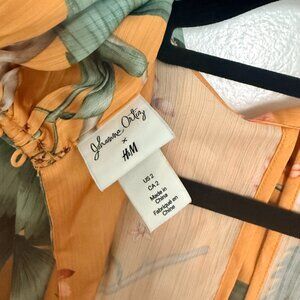 Johanna Ortiz
x
H&M
US 2
CA 2
Made in
China
Fabriqué en
Chine